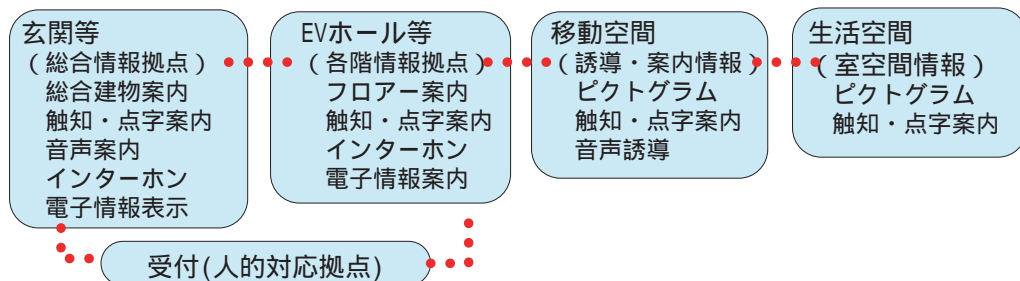 玄関等
(総合情報拠点)
総合建物案内
触知・点字案内
音声案内
インターホン
電子情報表示
EVホール等
(各階情報拠点)
フロアー案内
触知・点字案内
インターホン
電子情報案内
移動空間
(誘導・案内情報)
ピクトグラム
触知・点字案内
音声誘導
生活空間
(室空間情報)
ピクトグラム
触知・点字案内
受付(人的対応拠点)